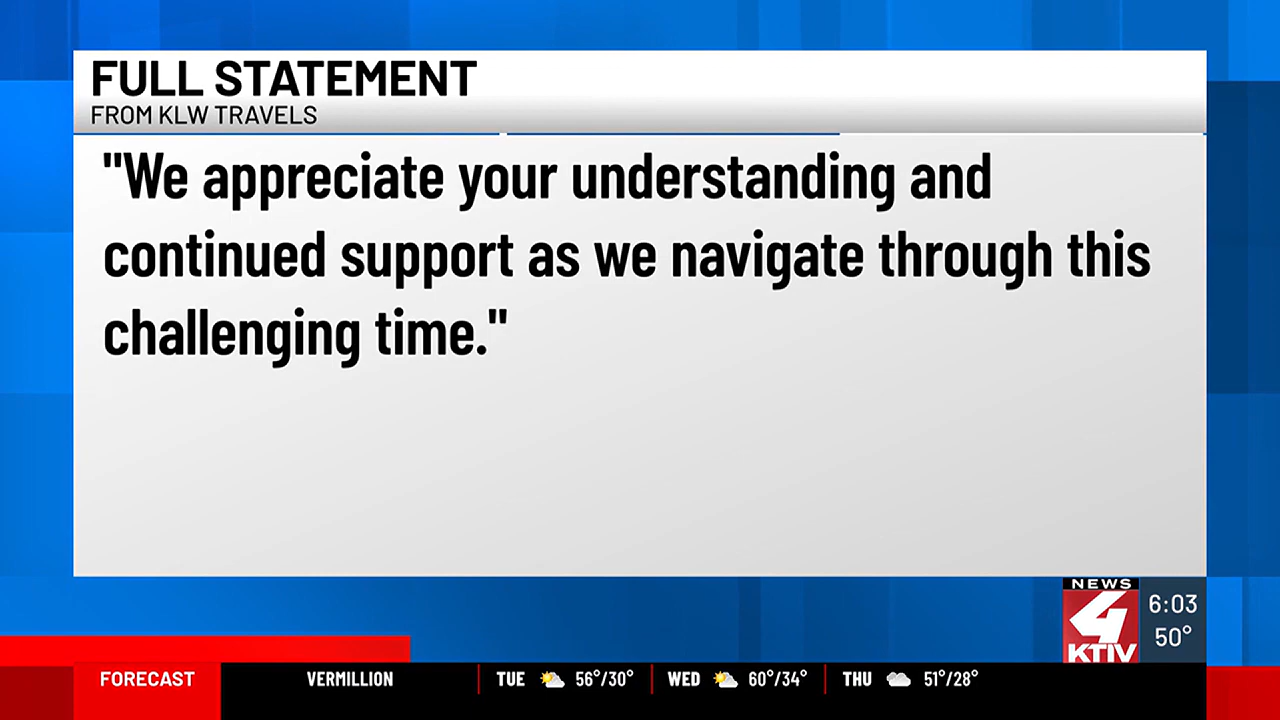 FULL STATEMENT
FROM KLW TRAVELS
"We appreciate your understanding and
continued support as we navigate through this
challenging time."
NEWS
4
KTIV
6:03
50°
FORECAST VERMILLION TUE 56°/30° WED 60°/34° THU 51°/28°